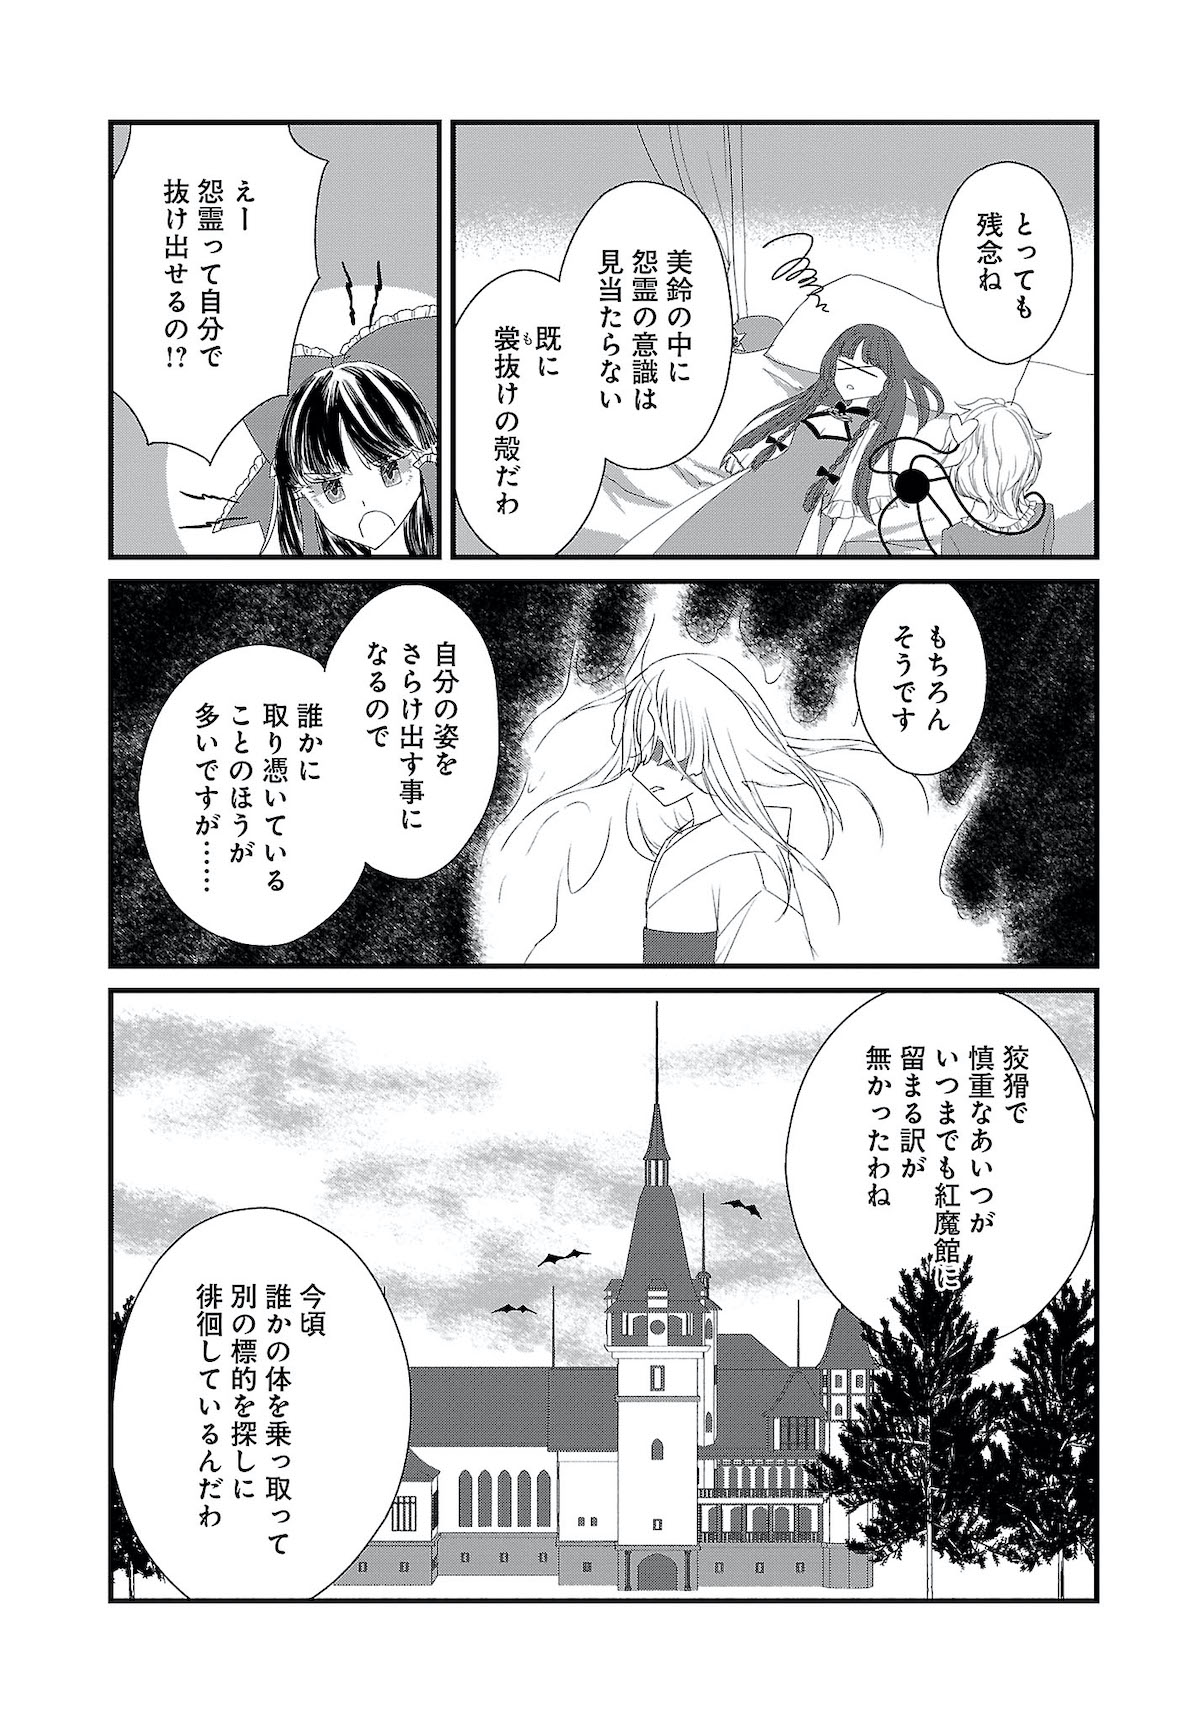 とっても
残念ね
美鈴の中に
怨霊の意識は
見当たらない
既に
裳抜けの殻だわ
も
えー
怨霊って自分で
抜け出せるの!?
もちろん
そうです
自分の姿を
さらけ出す事に
なるので
誰かに
取り憑いている
ことのほうが
多いですが……
狡猾で
慎重なあいつが
いつまでも紅魔館に
留まる訳が
無かったわね
今頃
誰かの体を乗っ取って
別の標的を探しに
徘徊しているんだわ